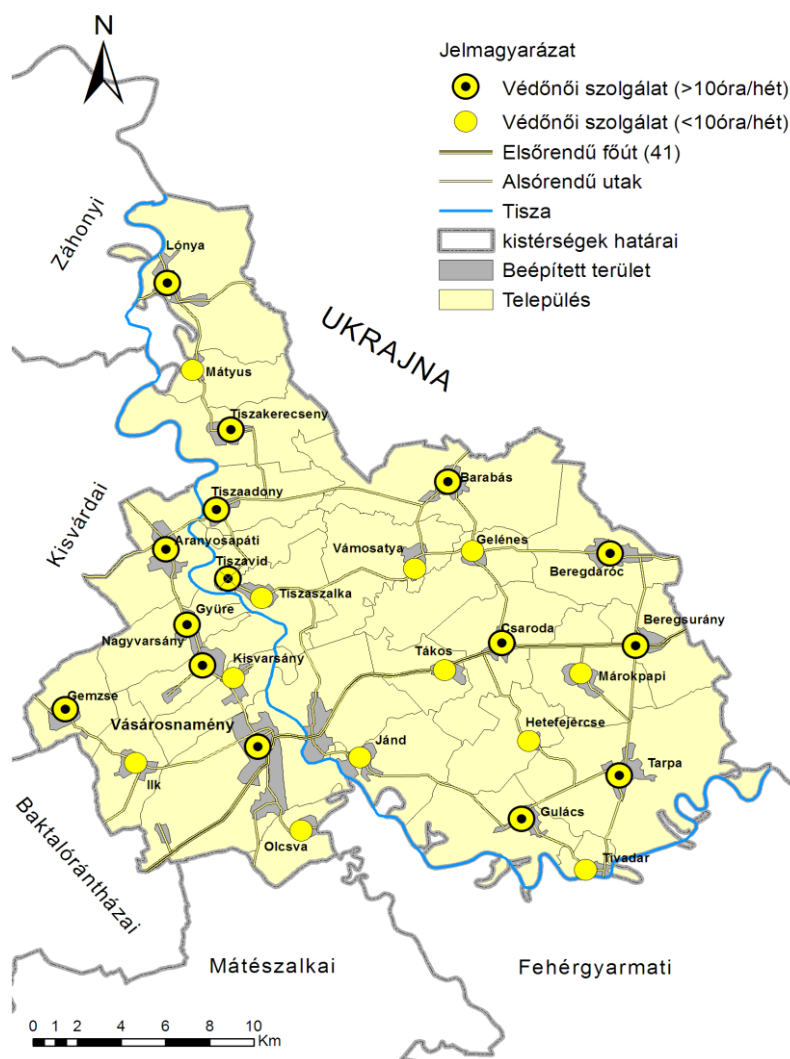 N
Jelmagyarázat
Védőnői szolgálat (>10óra/hét)
Védőnői szolgálat (<10óra/hét)
Elsőrendű főút (41)
Alsórendű utak
Tisza
kistérségek határai
Beépített terület
Település
Záhonyi
Lónya
UKRAJNA
Mátyus
Tiszakerecseny
Kisvárdai
Barabás
Tiszaadony
Aranyosapáti
Vámosatya
Gelénes
Beregdaróc
Tiszavid
Tiszaszalka
Gyüre
Nagyvarsány
Csaroda
Beregsurány
Kisvarsány
Tákos
Márokpapi
Gemzse
Vásárosnamény
Hetefejércse
Jánd
Ilk
Tarpa
Gulács
Olcsva
Tivadar
Baktalórántházai
Mátészalkai
Fehérgyarmati
0 1 2 4 6 8 10
Km